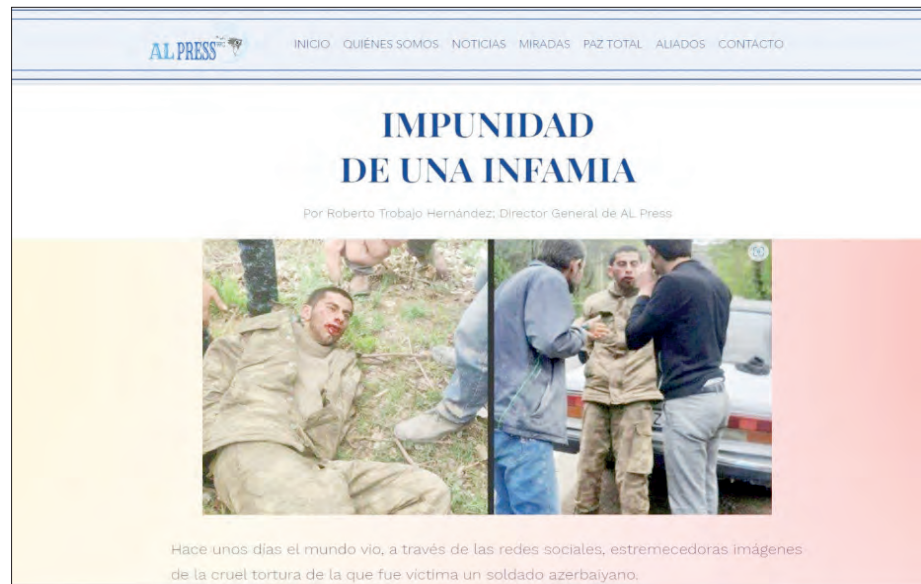 AL PRESS
INICIO QUIÉNES SOMOS NOTICIAS MIRADAS PAZ TOTAL ALIADOS CONTACTO
IMPUNIDAD
DE UNA INFAMIA
Por Roberto Trobajo Hernández; Director General de AL Press
Hace unos días el mundo vio, a través de las redes sociales, estremecedoras imágenes
de la cruel tortura de la que fue víctima un soldado azerbaiyano.